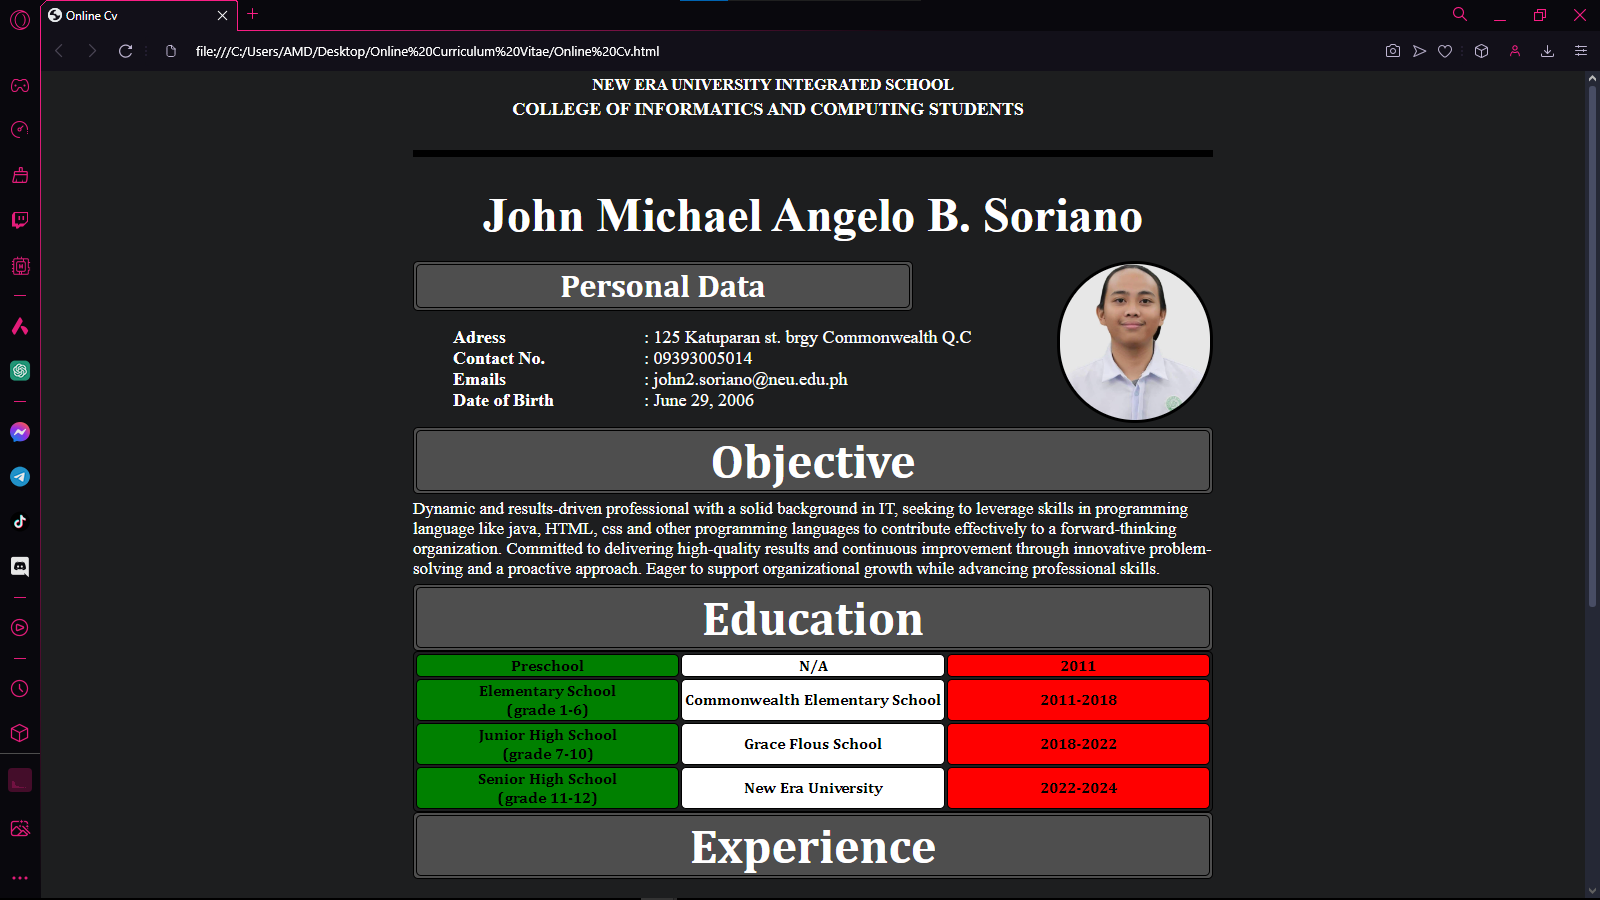 Online Cv
file:///C:/Users/AMD/Desktop/Online%20Curriculum%20Vitae/Online%20Cv.html
NEW ERA UNIVERSITY INTEGRATED SCHOOL
COLLEGE OF INFORMATICS AND COMPUTING STUDENTS
John Michael Angelo B. Soriano
Personal Data
Adress : 125 Katuparan st. brgy Commonwealth Q.C
Contact No. : 09393005014
Emails : john2.soriano@neu.edu.ph
Date of Birth : June 29, 2006
Objective
Dynamic and results-driven professional with a solid background in IT, seeking to leverage skills in programming
language like java, HTML, css and other programming languages to contribute effectively to a forward-thinking
organization. Committed to delivering high-quality results and continuous improvement through innovative problem-
solving and a proactive approach. Eager to support organizational growth while advancing professional skills.
Education
Preschool N/A 2011
Elementary School
(grade 1-6) Commonwealth Elementary School 2011-2018
Junior High School
(grade 7-10) Grace Flous School 2018-2022
Senior High School
(grade 11-12) New Era University 2022-2024
Experience